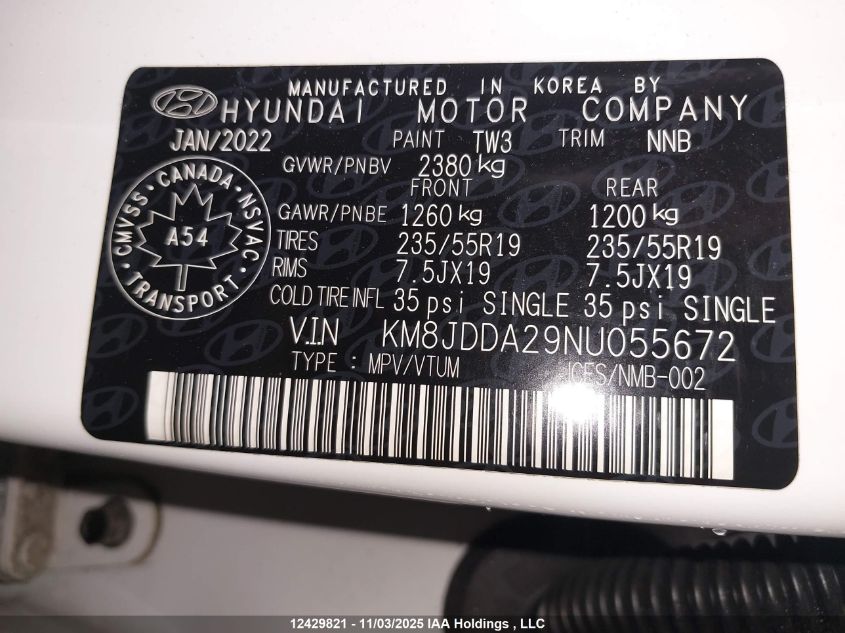 MANUFACTURED IN KOREA BY
HYUNDAI MOTOR COMPANY
JAN/2022 PAINT TW3 TRIM NNB
GVWR/PNBV 2380 kg
FRONT REAR
GAWR/PNBE 1260 kg 1200 kg
TIRES 235/55R19 235/55R19
RIMS 7.5JX19 7.5JX19
COLD TIRE INFL 35 psi SINGLE 35 psi SINGLE
V.I.N KM8JDDA29NU055672
TYPE : MPV/VTUM ICES/NMB-002
CMVSS · CANADA · NSVAC · TRANSPORT ·
A54
12429821 - 11/03/2025 IAA Holdings , LLC